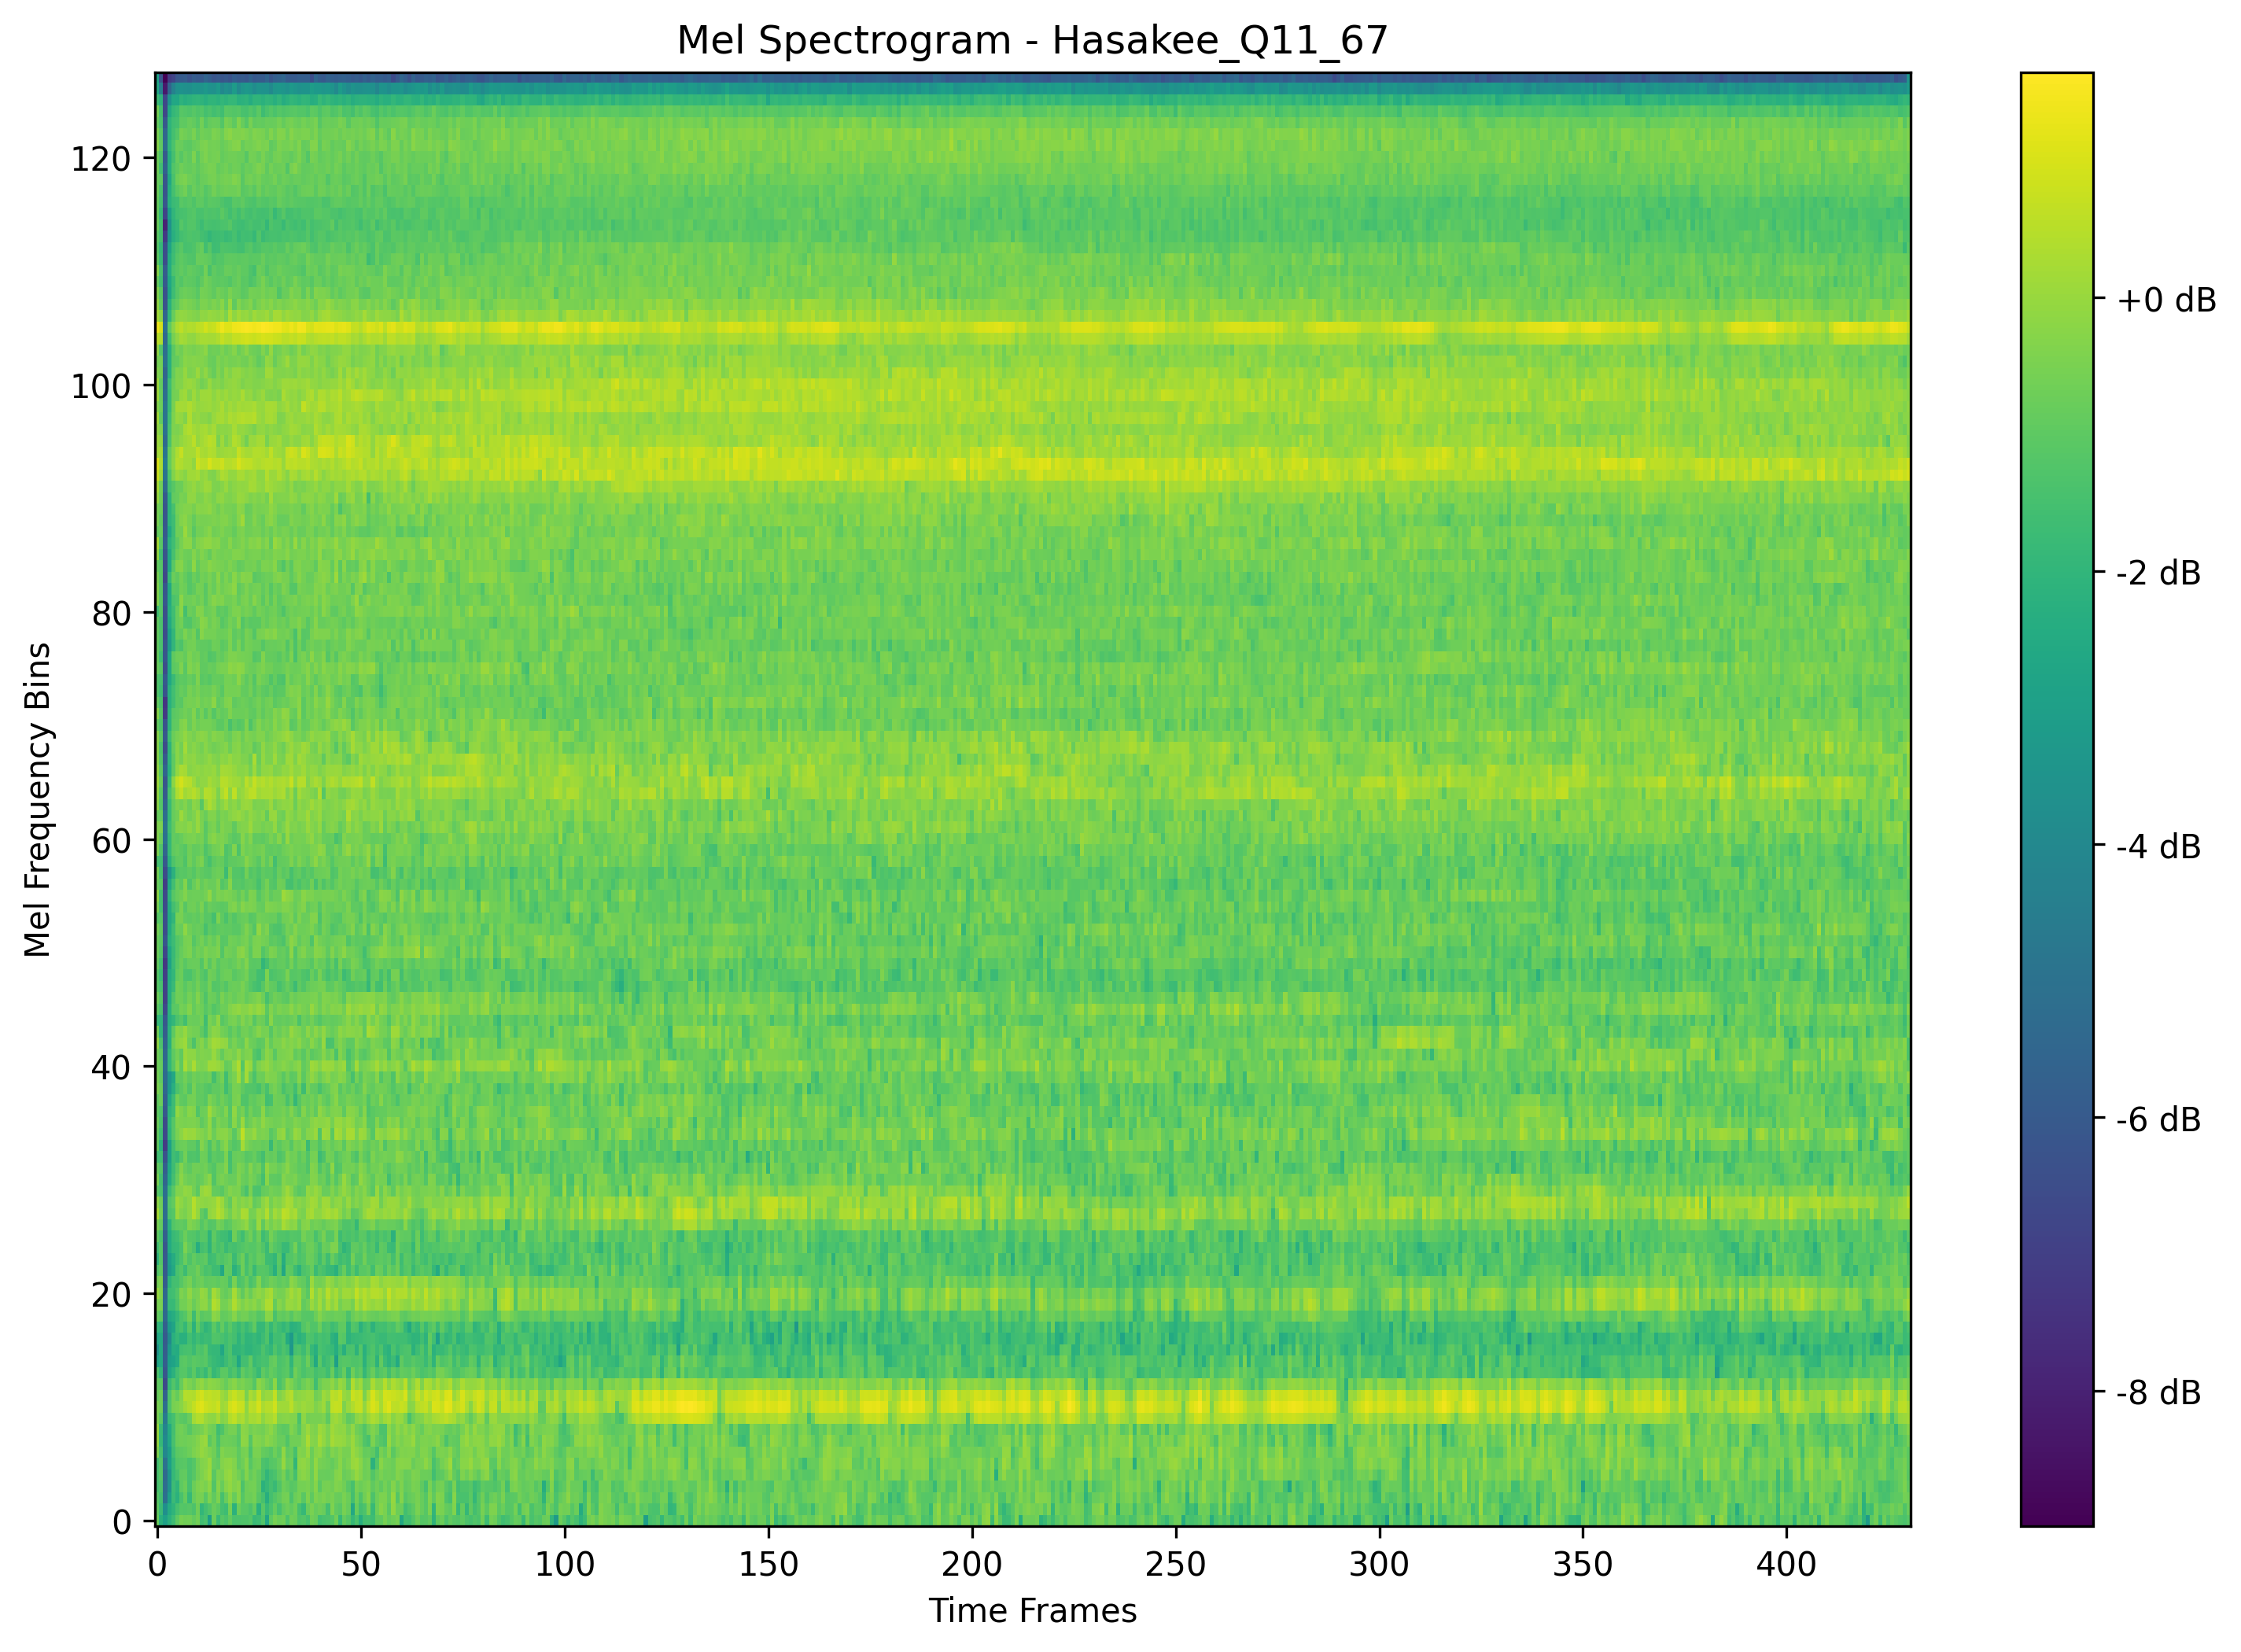 Mel Spectrogram - Hasakee_Q11_67
120
100
80
60
40
20
0
Mel Frequency Bins
0 50 100 150 200 250 300 350 400
Time Frames
+0 dB
-2 dB
-4 dB
-6 dB
-8 dB